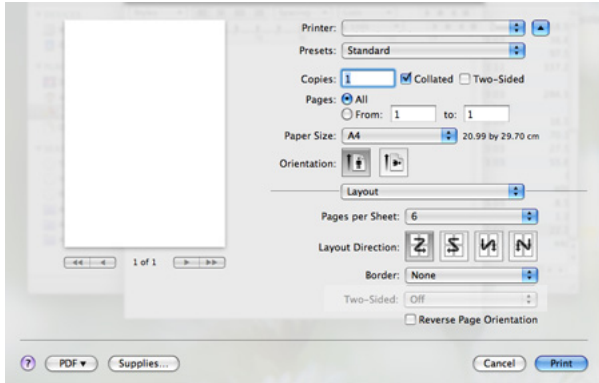 Printer:
Presets: Standard
Copies: 1 Collated Two-Sided
Pages: All
From: 1 to: 1
Paper Size: A4 20.99 by 29.70 cm
Orientation:
Layout
Pages per Sheet: 6
Layout Direction:
1 of 1
Border: None
Two-Sided: Off
Reverse Page Orientation
? PDF Supplies... Cancel Print